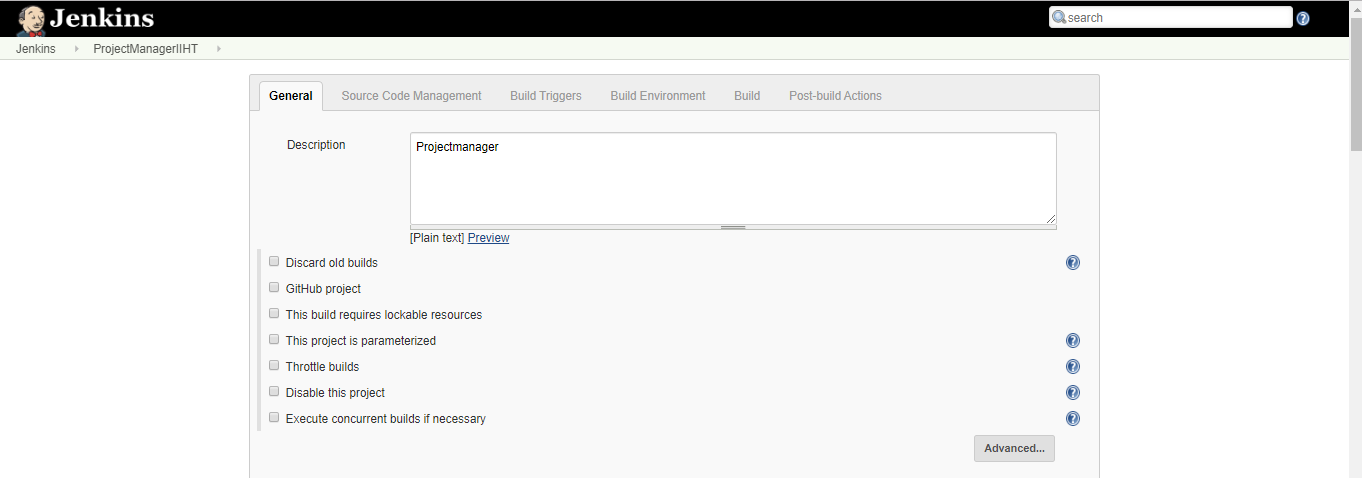 Jenkins
search
Jenkins ProjectManagerIIHT
General Source Code Management Build Triggers Build Environment Build Post-build Actions
Description
Projectmanager
[Plain text] Preview
Discard old builds
GitHub project
This build requires lockable resources
This project is parameterized
Throttle builds
Disable this project
Execute concurrent builds if necessary
Advanced...